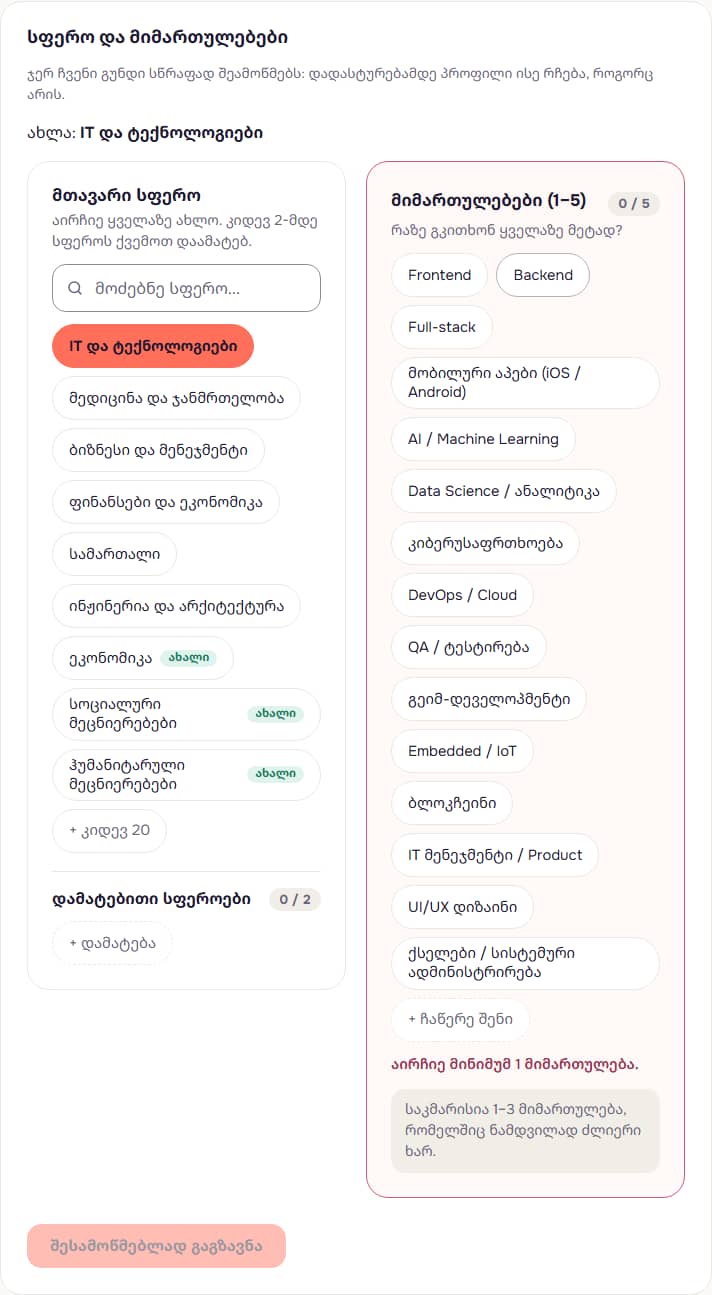 სფერო და მიმართულებები
ჯერ ჩვენი გუნდი სწრაფად შეამოწმებს: დადასტურებამდე პროფილი ისე რჩება, როგორც
არის.
ახლა: IT და ტექნოლოგიები
მთავარი სფერო
აირჩიე ყველაზე ახლო. კიდევ 2-მდე
სფეროს ქვემოთ დაამატებ.
მოძებნე სფერო...
IT და ტექნოლოგიები
მედიცინა და ჯანმრთელობა
ბიზნესი და მენეჯმენტი
ფინანსები და ეკონომიკა
სამართალი
ინჟინერია და არქიტექტურა
ეკონომიკა ახალი
სოციალური
მეცნიერებები ახალი
ჰუმანიტარული
მეცნიერებები ახალი
+ კიდევ 20
დამატებითი სფეროები 0 / 2
+ დამატება
მიმართულებები (1–5) 0 / 5
რაზე გკითხონ ყველაზე მეტად?
Frontend Backend
Full-stack
მობილური აპები (iOS /
Android)
AI / Machine Learning
Data Science / ანალიტიკა
კიბერუსაფრთხოება
DevOps / Cloud
QA / ტესტირება
გეიმ-დეველოპმენტი
Embedded / IoT
ბლოკჩეინი
IT მენეჯმენტი / Product
UI/UX დიზაინი
ქსელები / სისტემური
ადმინისტრირება
+ ჩაწერე შენი
აირჩიე მინიმუმ 1 მიმართულება.
საკმარისია 1–3 მიმართულება,
რომელშიც ნამდვილად ძლიერი
ხარ.
შესამოწმებლად გაგზავნა